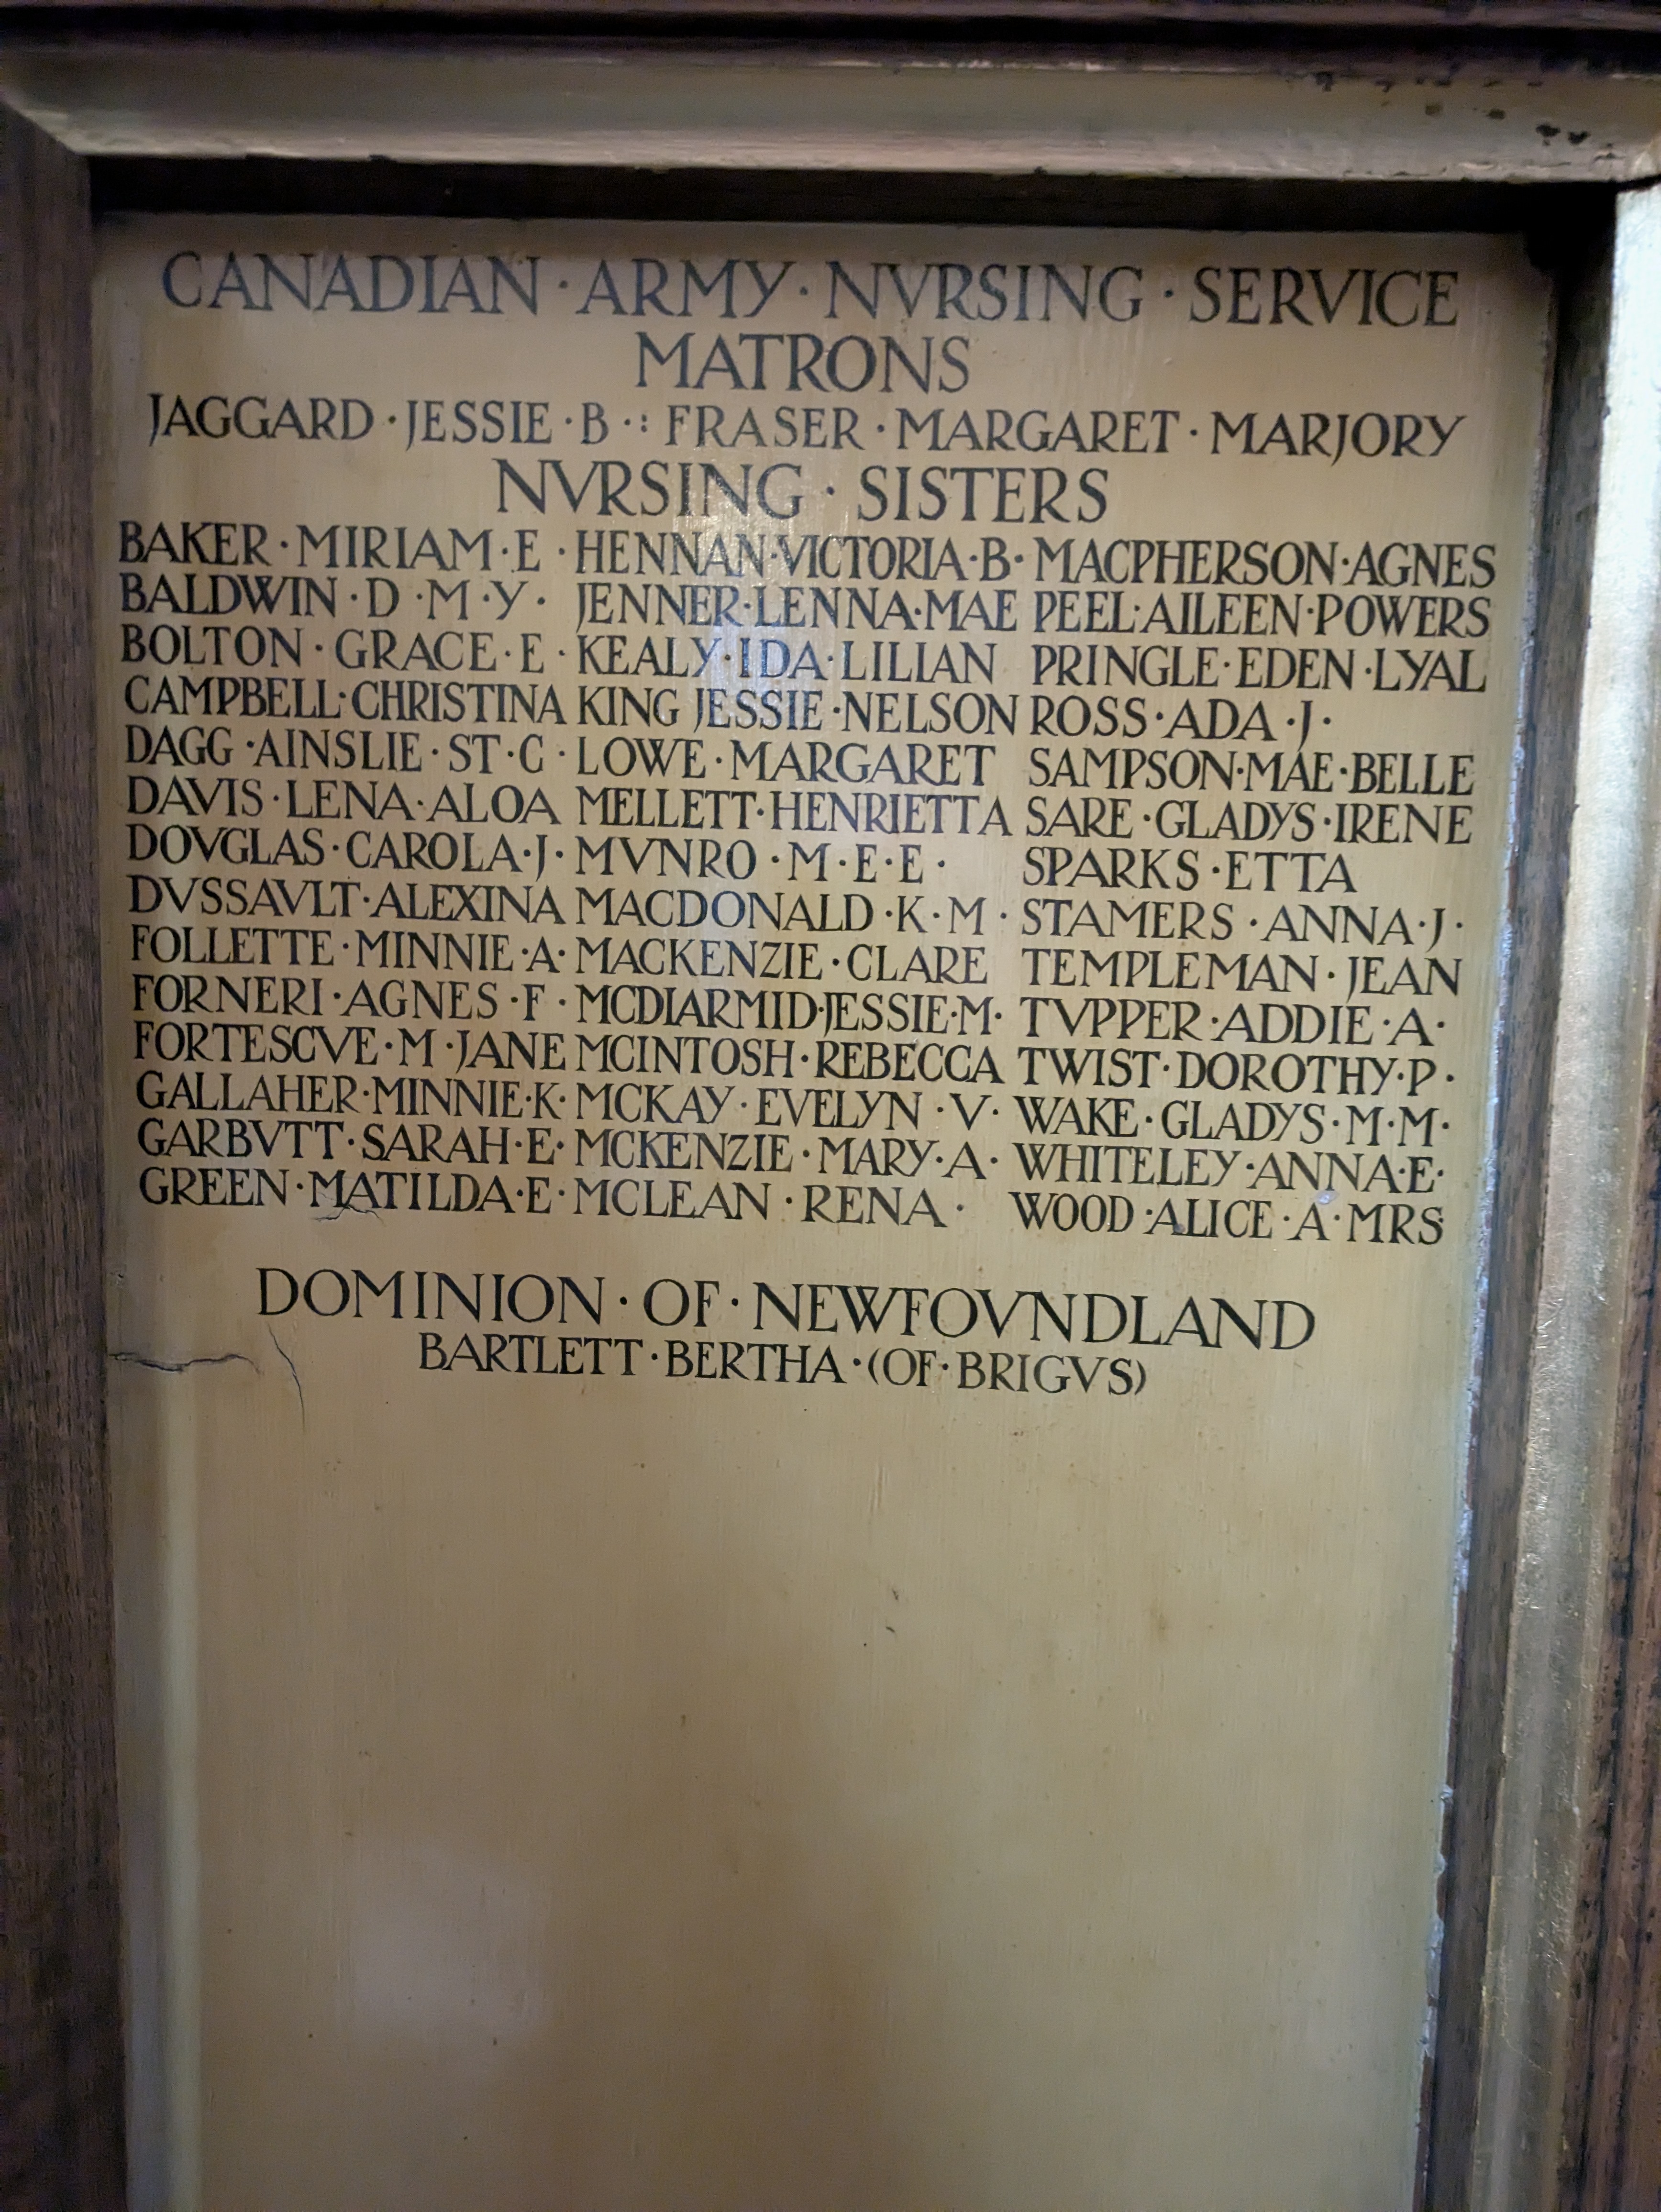 CANADIAN · ARMY · NVRSING · SERVICE
MATRONS
JAGGARD · JESSIE · B · : FRASER · MARGARET · MARJORY
NVRSING · SISTERS
BAKER · MIRIAM · E ·
BALDWIN · D · M · Y ·
BOLTON · GRACE · E ·
CAMPBELL · CHRISTINA
DAGG · AINSLIE · ST · C ·
DAVIS · LENA · ALOA
DOVGLAS · CAROLA · J ·
DVSSAVLT · ALEXINA
FOLLETTE · MINNIE · A ·
FORNERI · AGNES · F ·
FORTESCVE · M · JANE
GALLAHER · MINNIE · K ·
GARBVTT · SARAH · E ·
GREEN · MATILDA · E ·
HENNAN · VICTORIA · B ·
JENNER · LENNA · MAE
KEALY · IDA · LILIAN
KING JESSIE · NELSON
LOWE · MARGARET
MELLETT · HENRIETTA
MVNRO · M · E · E ·
MACDONALD · K · M ·
MACKENZIE · CLARE
MCDIARMID · JESSIE · M ·
MCINTOSH · REBECCA
MCKAY · EVELYN · V ·
MCKENZIE · MARY · A ·
MCLEAN · RENA ·
MACPHERSON · AGNES
PEEL · AILEEN · POWERS
PRINGLE · EDEN · LYAL
ROSS · ADA · J ·
SAMPSON · MAE · BELLE
SARE · GLADYS · IRENE
SPARKS · ETTA
STAMERS · ANNA · J ·
TEMPLEMAN · JEAN
TVPPER · ADDIE · A ·
TWIST · DOROTHY · P ·
WAKE · GLADYS · M · M ·
WHITELEY · ANNA · E ·
WOOD · ALICE · A · MRS
DOMINION · OF · NEWFOVNDLAND
BARTLETT · BERTHA · (OF · BRIGVS)